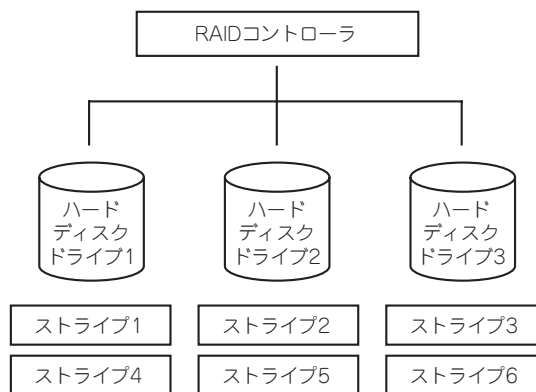 RAIDコントローラ
ハード
ディスク
ドライブ1
ハード
ディスク
ドライブ2
ハード
ディスク
ドライブ3
ストライプ1
ストライプ2
ストライプ3
ストライプ4
ストライプ5
ストライプ6